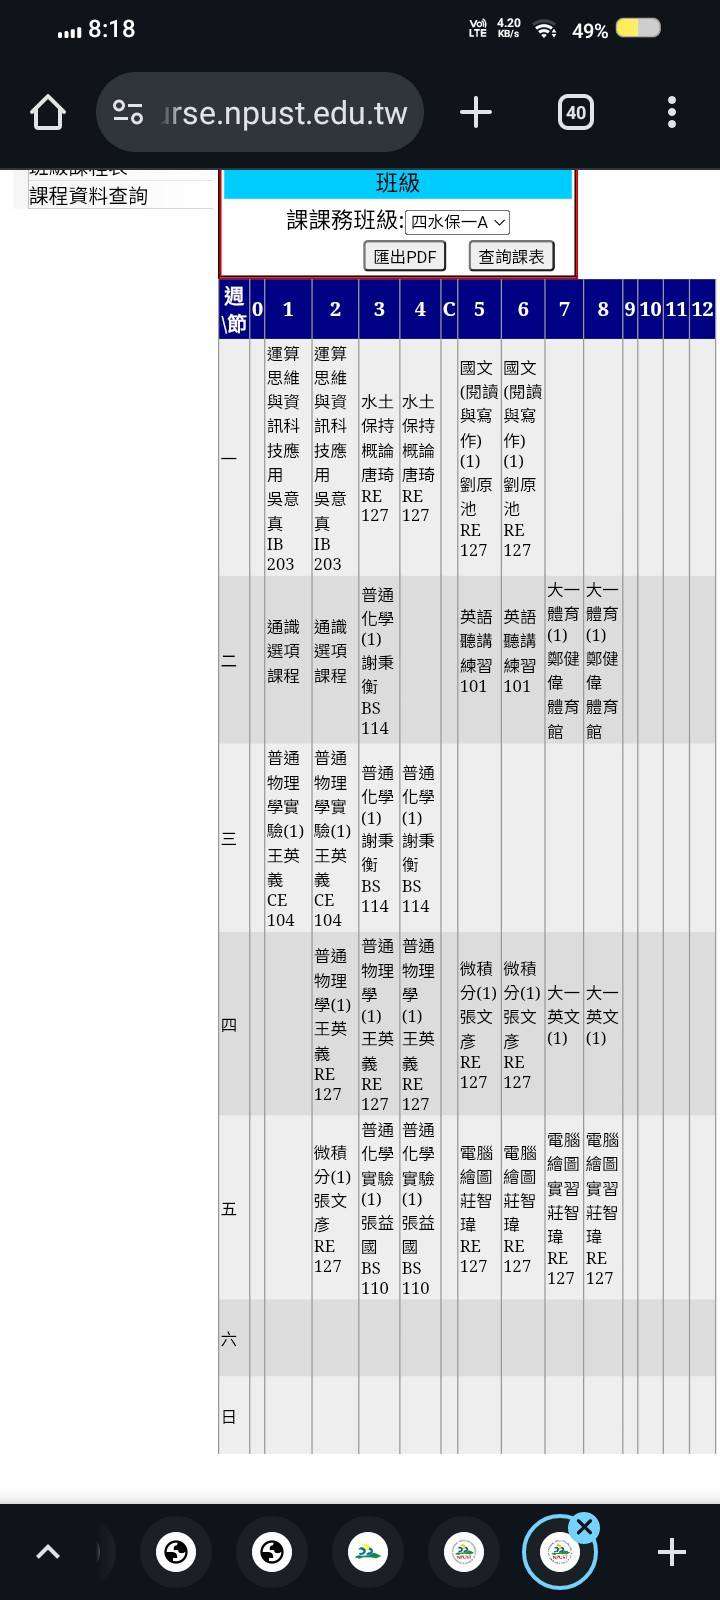 8:18
Vo) LTE
4.20 KB/s
49%
urse.npust.edu.tw
40
班級課程表
課程資料查詢
班級
課課務班級:四水保一A
匯出PDF
查詢課表
週\節 0 1 2 3 4 C 5 6 7 8 9 10 11 12
一
運算思維與資訊科技應用
吳意真
IB 203
運算思維與資訊科技應用
吳意真
IB 203
水土保持概論
唐琦
RE 127
水土保持概論
唐琦
RE 127
國文(閱讀與寫作)(1)
劉原池
RE 127
國文(閱讀與寫作)(1)
劉原池
RE 127
二
通識選項課程
通識選項課程
普通化學(1)
謝秉衡
BS 114
英語聽講練習
101
英語聽講練習
101
大一體育(1)
鄭健偉
體育館
大一體育(1)
鄭健偉
體育館
三
普通物理學實驗(1)
王英義
CE 104
普通物理學實驗(1)
王英義
CE 104
普通化學(1)
謝秉衡
BS 114
普通化學(1)
謝秉衡
BS 114
四
普通物理學(1)
王英義
RE 127
普通物理學(1)
王英義
RE 127
普通物理學(1)
王英義
RE 127
微積分(1)
張文彥
RE 127
微積分(1)
張文彥
RE 127
大一英文(1)
大一英文(1)
五
微積分(1)
張文彥
RE 127
普通化學實驗(1)
張益國
BS 110
普通化學實驗(1)
張益國
BS 110
電腦繪圖
莊智瑋
RE 127
電腦繪圖
莊智瑋
RE 127
電腦繪圖實習
莊智瑋
RE 127
電腦繪圖實習
莊智瑋
RE 127
六
日
NPUST
NPUST